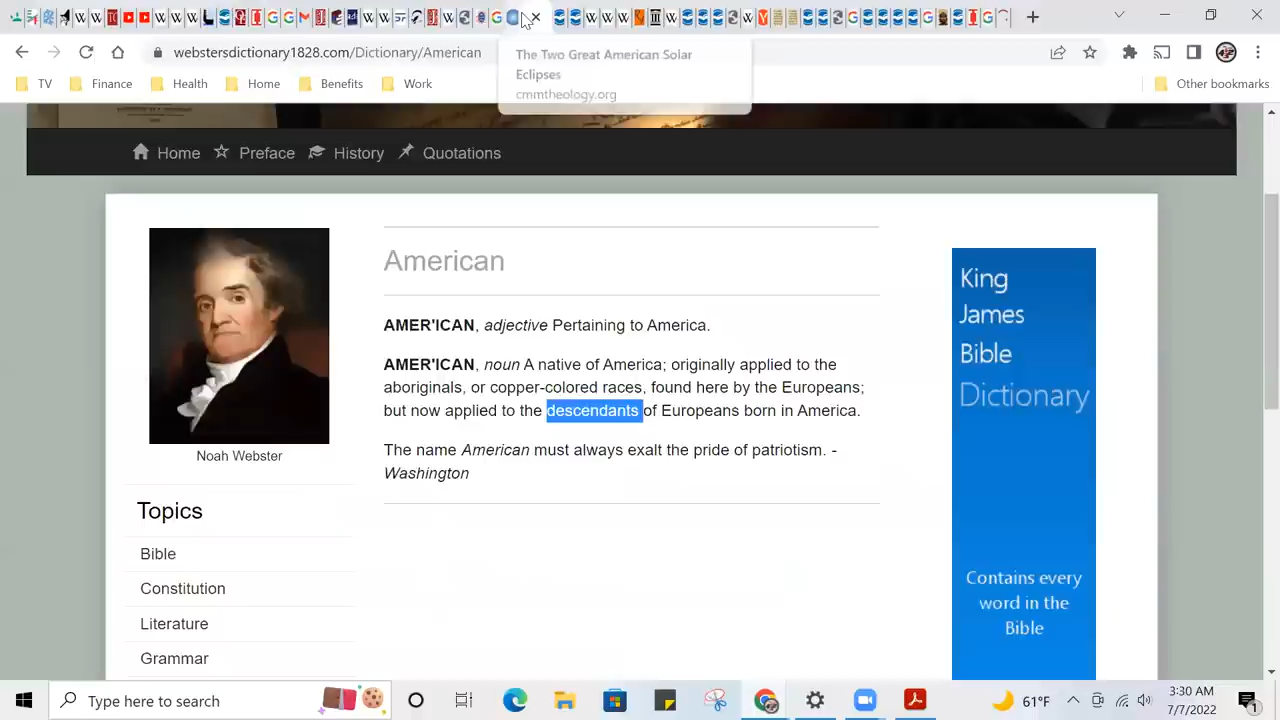 webstersdictionary1828.com/Dictionary/American
TV
Finance
Health
Home
Benefits
Work
Other bookmarks
The Two Great American Solar
Eclipses
cmmtheology.org
Home
Preface
History
Quotations
Noah Webster
Topics
Bible
Constitution
Literature
Grammar
American
AMER'ICAN, adjective Pertaining to America.
AMER'ICAN, noun A native of America; originally applied to the
aboriginals, or copper-colored races, found here by the Europeans;
but now applied to the descendants of Europeans born in America.
The name American must always exalt the pride of patriotism. -
Washington
King
James
Bible
Dictionary
Contains every
word in the
Bible
Type here to search
61°F
3:30 AM
7/7/2022
1